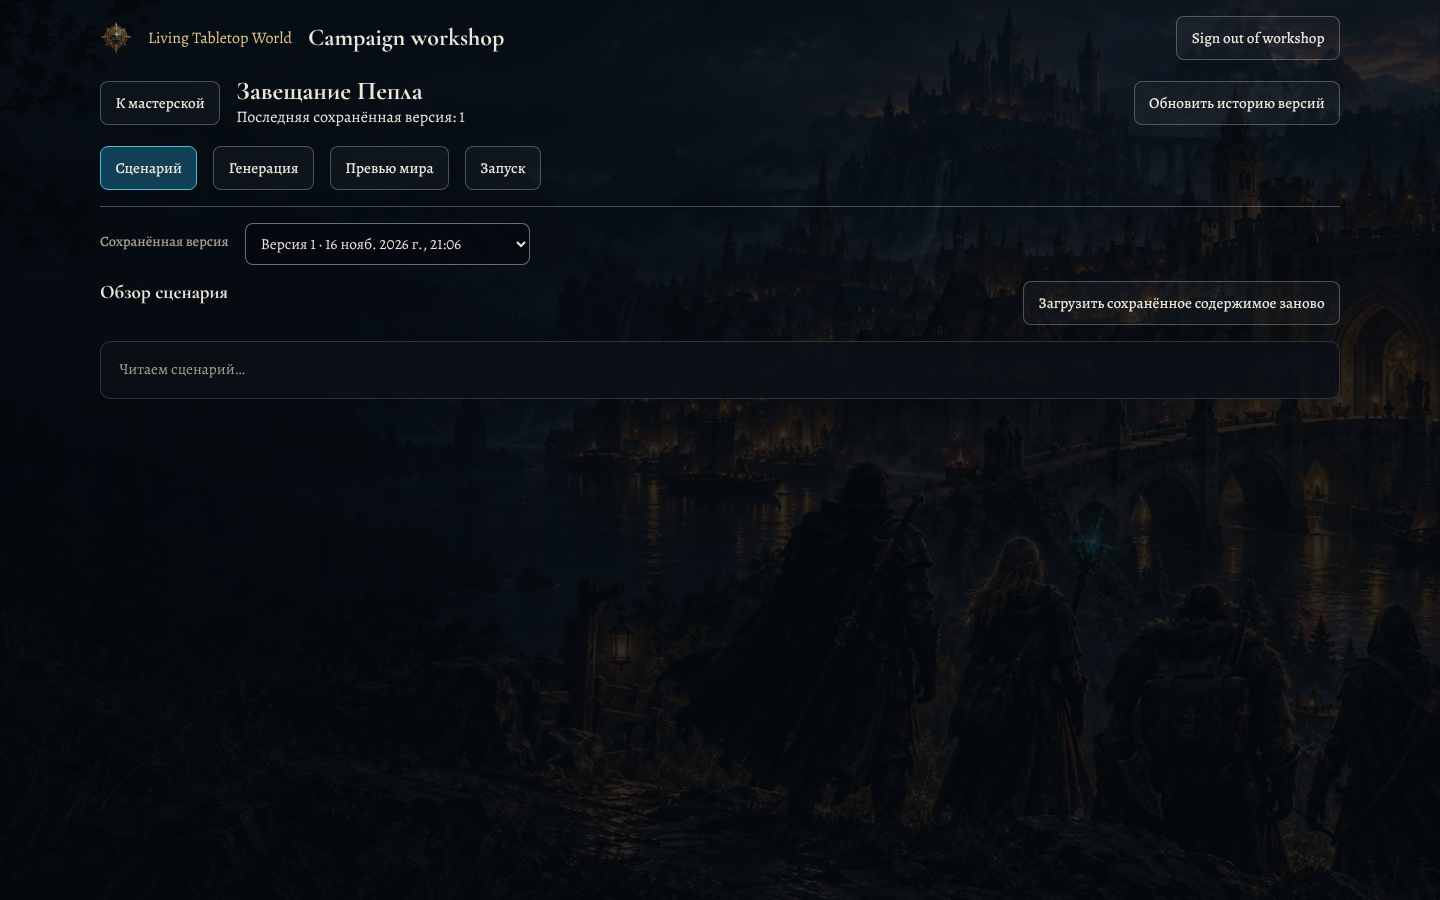 Living Tabletop World Campaign workshop Sign out of workshop
К мастерской Завещание Пепла Обновить историю версий
Последняя сохранённая версия: 1
Сценарий Генерация Превью мира Запуск
Сохранённая версия Версия 1 · 16 нояб. 2026 г., 21:06
Обзор сценария Загрузить сохранённое содержимое заново
Читаем сценарий...